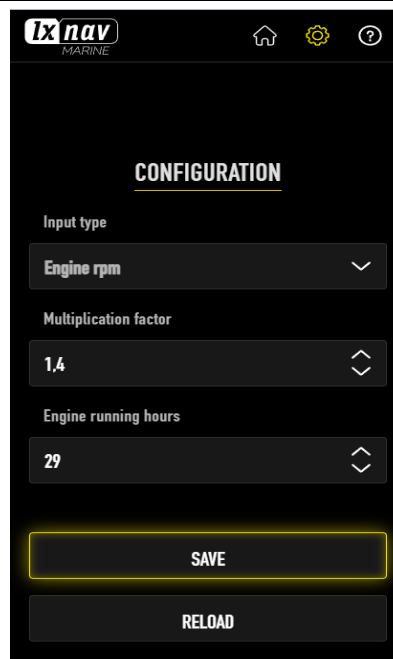 lx nav
MARINE
CONFIGURATION
Input type
Engine rpm
Multiplication factor
1,4
Engine running hours
29
SAVE
RELOAD